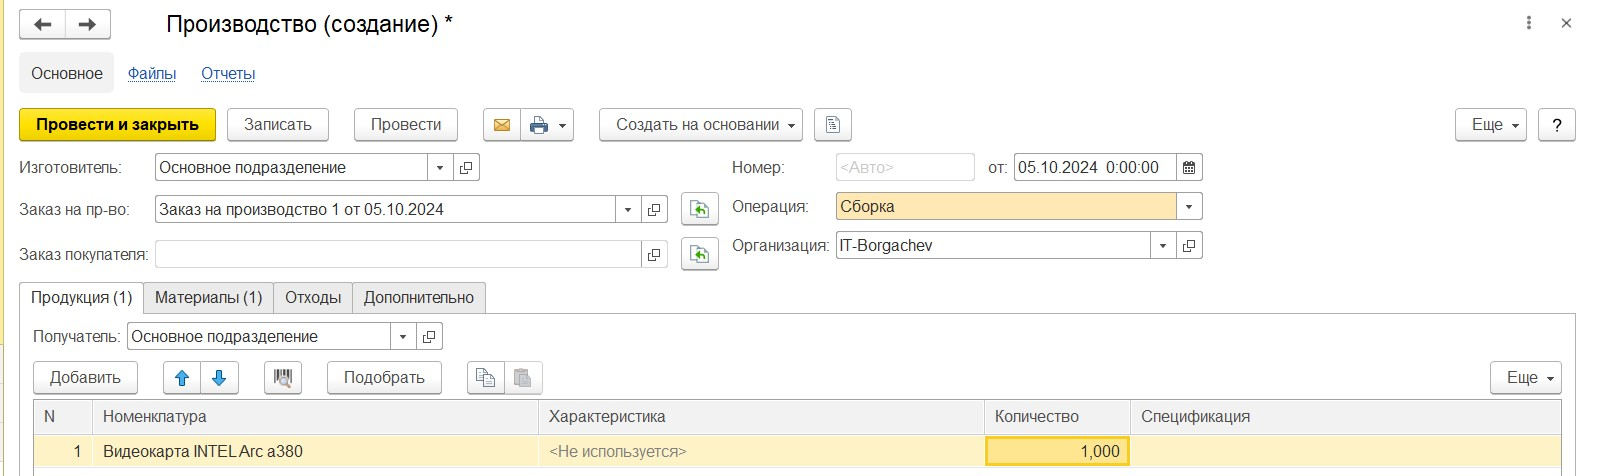 Производство (создание) *
Основное Файлы Отчеты
Провести и закрыть Записать Провести Создать на основании Еще ?
Изготовитель: Основное подразделение Номер: <Авто> от: 05.10.2024 0:00:00
Заказ на пр-во: Заказ на производство 1 от 05.10.2024 Операция: Сборка
Заказ покупателя: Организация: IT-Borgachev
Продукция (1) Материалы (1) Отходы Дополнительно
Получатель: Основное подразделение
Добавить Подобрать Еще
N Номенклатура Характеристика Количество Спецификация
1 Видеокарта INTEL Arc a380 <Не используется> 1,000